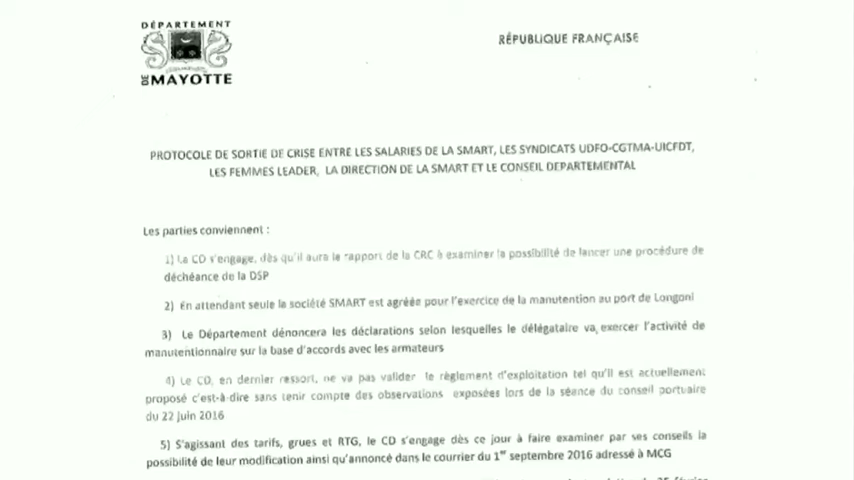 DÉPARTEMENT
DE MAYOTTE
RÉPUBLIQUE FRANÇAISE
PROTOCOLE DE SORTIE DE CRISE ENTRE LES SALARIES DE LA SMART, LES SYNDICATS UDFO-CGTMA-UICFDT,
LES FEMMES LEADER, LA DIRECTION DE LA SMART ET LE CONSEIL DEPARTEMENTAL
Les parties conviennent :
1) Le CD s'engage, dès qu'il aura le rapport de la CRC à examiner la possibilité de lancer une procédure de
déchéance de la DSP
2) En attendant seule la société SMART est agréée pour l'exercice de la manutention au port de Longoni
3) Le Département dénoncera les déclarations selon lesquelles le délégataire va exercer l'activité de
manutentionnaire sur la base d'accords avec les armateurs
4) Le CD, en dernier ressort, ne va pas valider le règlement d'exploitation tel qu'il est actuellement
proposé c'est-à-dire sans tenir compte des observations exposées lors de la séance du conseil portuaire
du 22 juin 2016
5) S'agissant des tarifs, grues et RTG, le CD s'engage dès ce jour à faire examiner par ses conseils la
possibilité de leur modification ainsi qu'annoncé dans le courrier du 1er septembre 2016 adressé à MCG